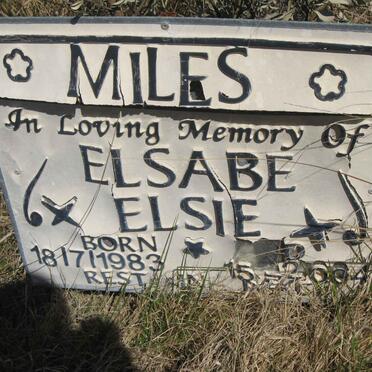 MILES
In Loving Memory Of
ELSABE
ELSIE
BORN
18/7/1983
REST